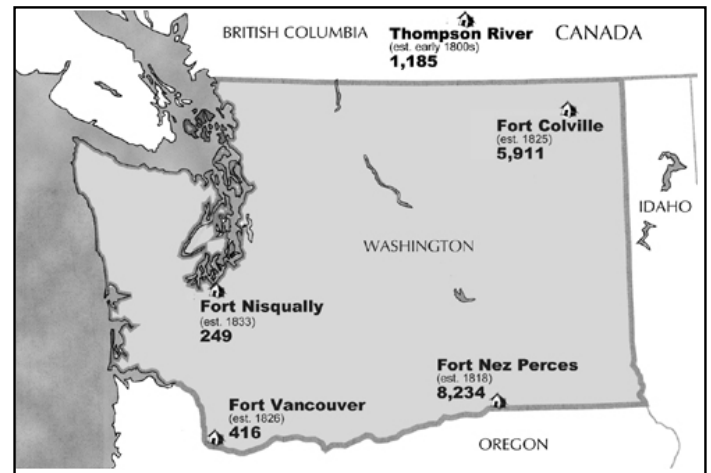 BRITISH COLUMBIA
Thompson River
(est. early 1800s)
1,185
CANADA
Fort Colville
(est. 1825)
5,911
IDAHO
WASHINGTON
Fort Nisqually
(est. 1833)
249
Fort Nez Perces
(est. 1818)
8,234
Fort Vancouver
(est. 1826)
416
OREGON